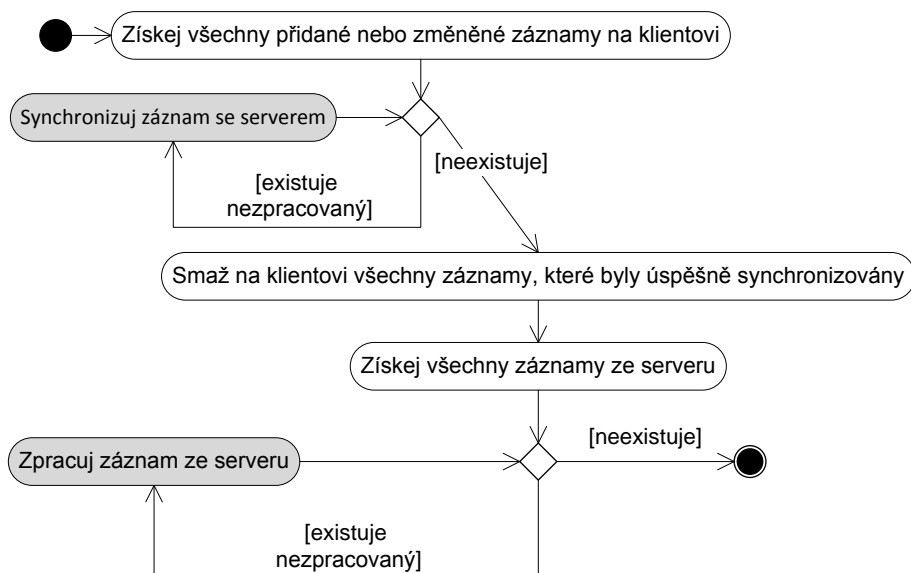 Získej všechny přidané nebo změněné záznamy na klientovi
Synchronizuj záznam se serverem
[neexistuje]
[existuje
nezpracovaný]
Smaž na klientovi všechny záznamy, které byly úspěšně synchronizovány
Získej všechny záznamy ze serveru
[neexistuje]
Zpracuj záznam ze serveru
[existuje
nezpracovaný]